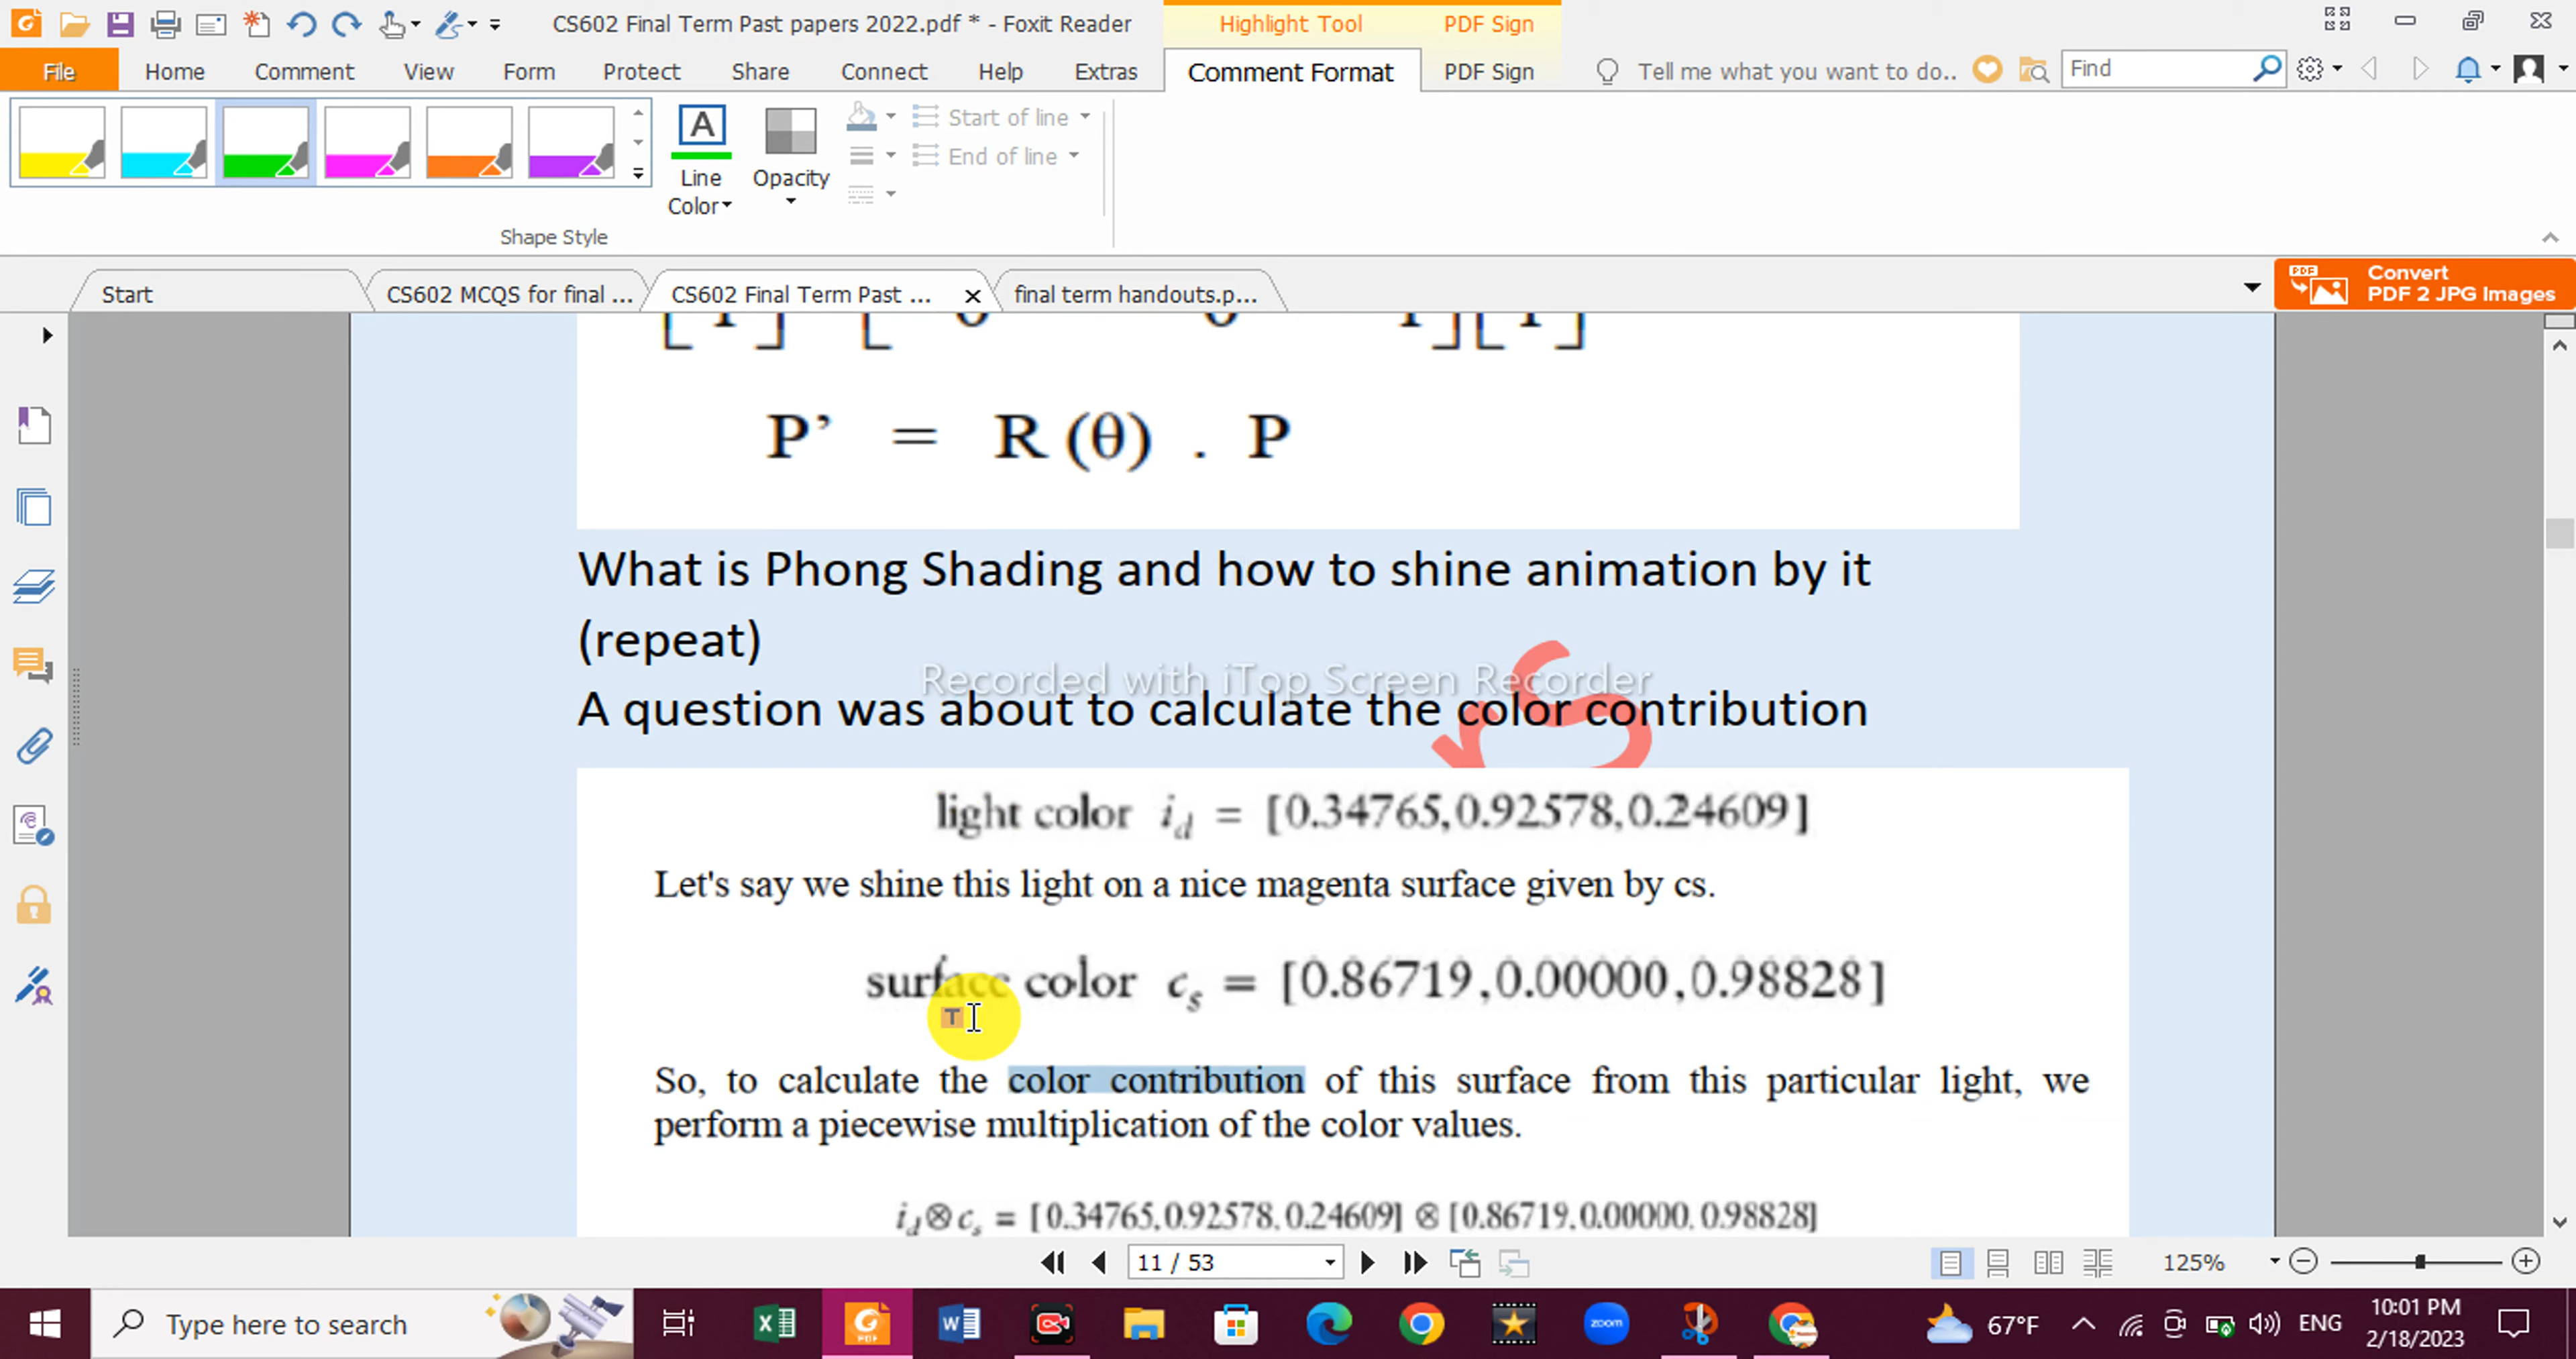 CS602 Final Term Past papers 2022.pdf * - Foxit Reader
Highlight Tool
PDF Sign
File
Home
Comment
View
Form
Protect
Share
Connect
Help
Extras
Comment Format
PDF Sign
Tell me what you want to do..
Find
A
Line
Color
Opacity
Start of line
End of line
Shape Style
Start
CS602 MCQS for final ...
CS602 Final Term Past ...
final term handouts.p...
PDF
Convert
PDF 2 JPG Images
P’ = R (θ) . P
What is Phong Shading and how to shine animation by it
(repeat)
Recorded with iTop Screen Recorder
A question was about to calculate the color contribution
light color i_d = [0.34765,0.92578,0.24609]
Let's say we shine this light on a nice magenta surface given by cs.
surface color c_s = [0.86719,0.00000,0.98828]
T
So, to calculate the color contribution of this surface from this particular light, we
perform a piecewise multiplication of the color values.
i_d⊗c_s = [0.34765,0.92578,0.24609] ⊗ [0.86719,0.00000,0.98828]
11 / 53
125%
Type here to search
PDF
zoom
67°F
ENG
10:01 PM
2/18/2023